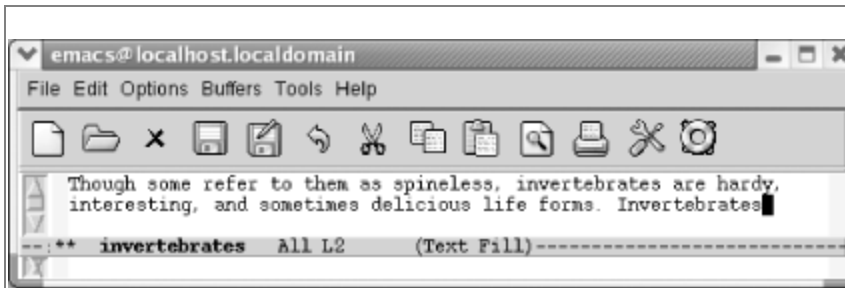 emacs@localhost.localdomain
File Edit Options Buffers Tools Help
Though some refer to them as spineless, invertebrates are hardy,
interesting, and sometimes delicious life forms. Invertebrates
--:** invertebrates All L2 (Text Fill)----------------------------